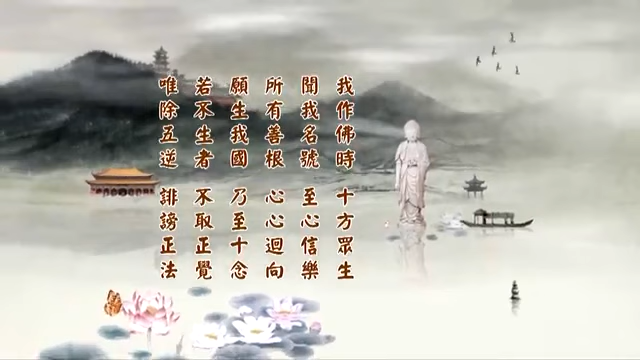 我作佛時 十方眾生
聞我名號 至心信樂
所有善根 心心迴向
願生我國 乃至十念
若不生者 不取正覺
唯除五逆 誹謗正法